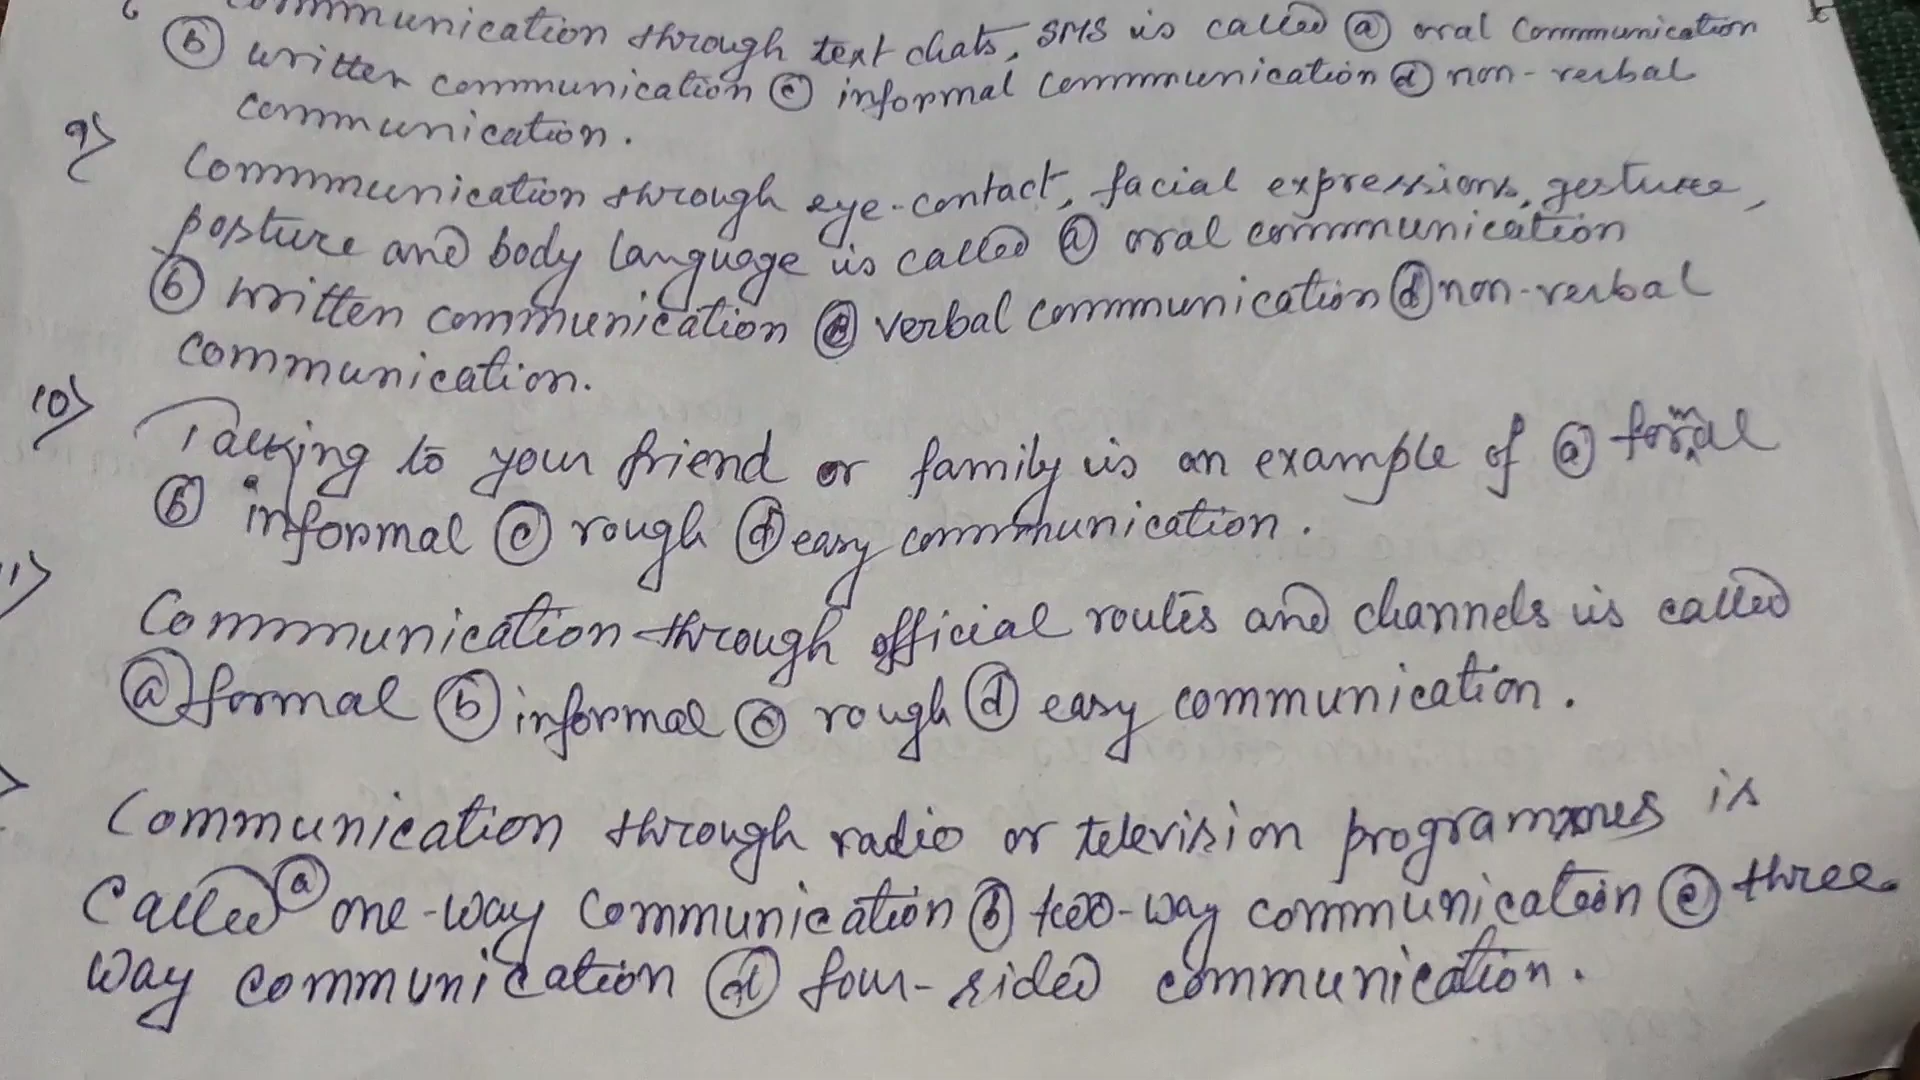 Communication through text chats, SMS is called ⓐ oral communication
ⓑ written communication ⓒ informal communication ⓓ non-verbal
communication.
9> Communication through eye-contact, facial expressions, gesture,
posture and body language is called ⓐ oral communication
ⓑ written communication ⓒ verbal communication ⓓ non-verbal
communication.
10> Talking to your friend or family is an example of ⓐ formal
ⓑ informal ⓒ rough ⓓ easy communication.
1> Communication through official routes and channels is called
ⓐ formal ⓑ informal ⓒ rough ⓓ easy communication.
> Communication through radio or television programmes is
called ⓐ one-way communication ⓑ two-way communication ⓒ three
way communication ⓓ four-sided communication.